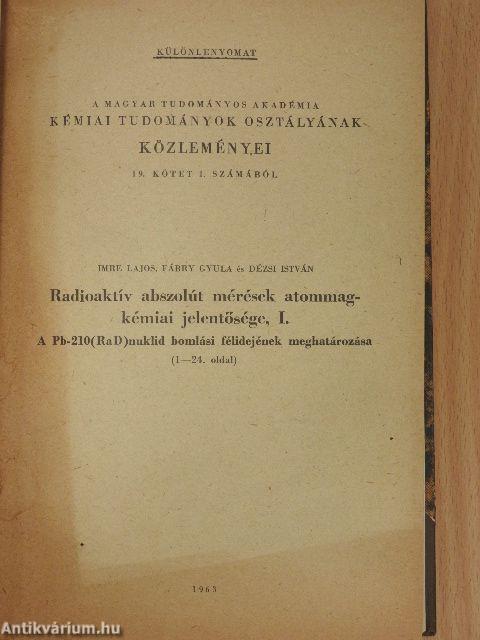 KÜLÖNLENYOMAT
A MAGYAR TUDOMÁNYOS AKADÉMIA
KÉMIAI TUDOMÁNYOK OSZTÁLYÁNAK
KÖZLEMÉNYEI
19. KÖTET 1. SZÁMÁBÓL
IMRE LAJOS, FÁBRY GYULA és DÉZSI ISTVÁN
Radioaktív abszolút mérések atommag-
kémiai jelentősége, I.
A Pb-210(RaD)nuklid bomlási félidejének meghatározása
(1—24. oldal)
1963
Antikvárium.hu